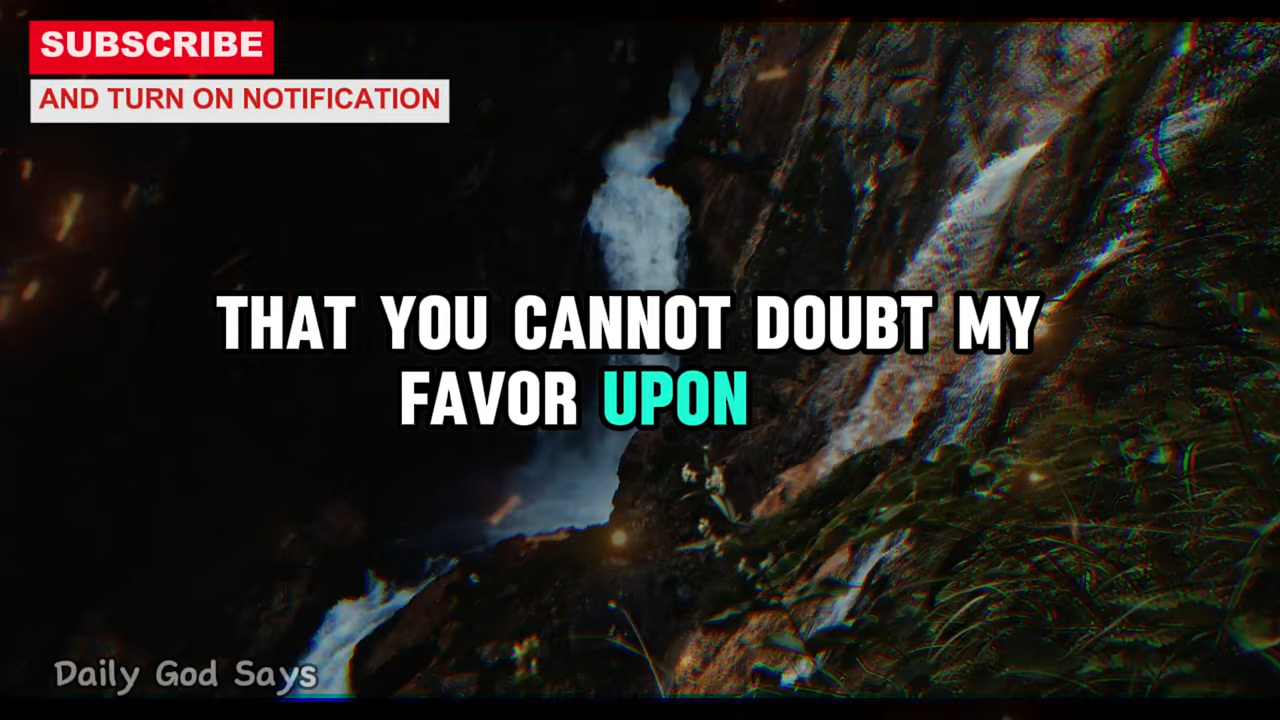 SUBSCRIBE
AND TURN ON NOTIFICATION
THAT YOU CANNOT DOUBT MY
FAVOR UPON
Daily God Says